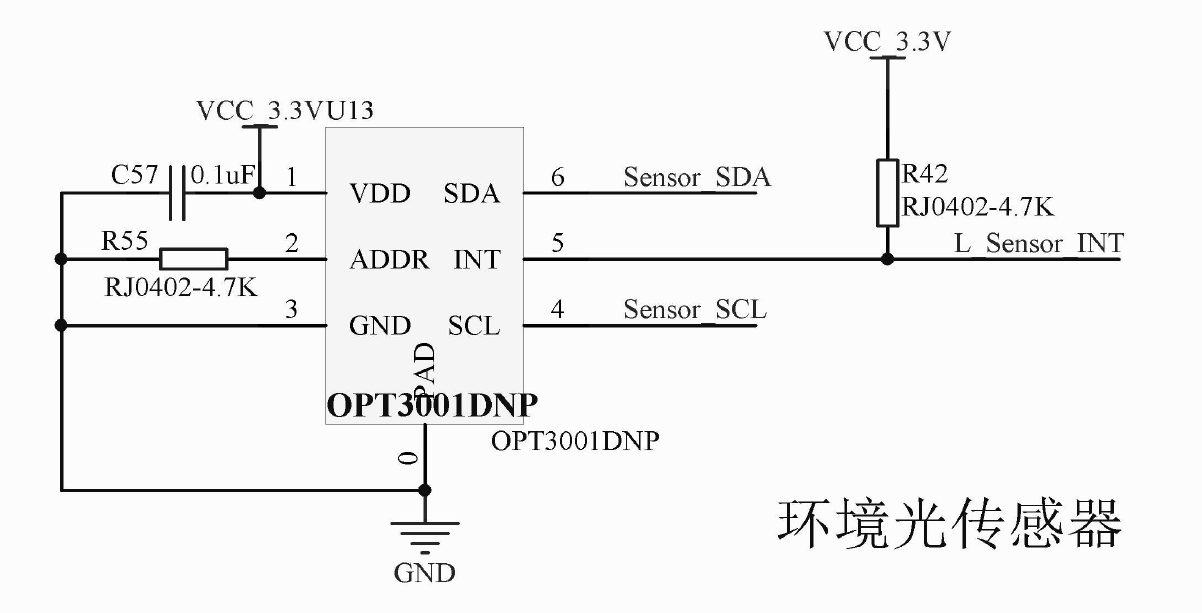 VCC_3.3V
VCC_3.3V U13
C57 0.1uF 1 VDD SDA 6 Sensor_SDA
R42
RJ0402-4.7K
R55 2 ADDR INT 5 L_Sensor_INT
RJ0402-4.7K
3 GND SCL 4 Sensor_SCL
PAD
OPT3001DNP
OPT3001DNP
0
GND
环境光传感器